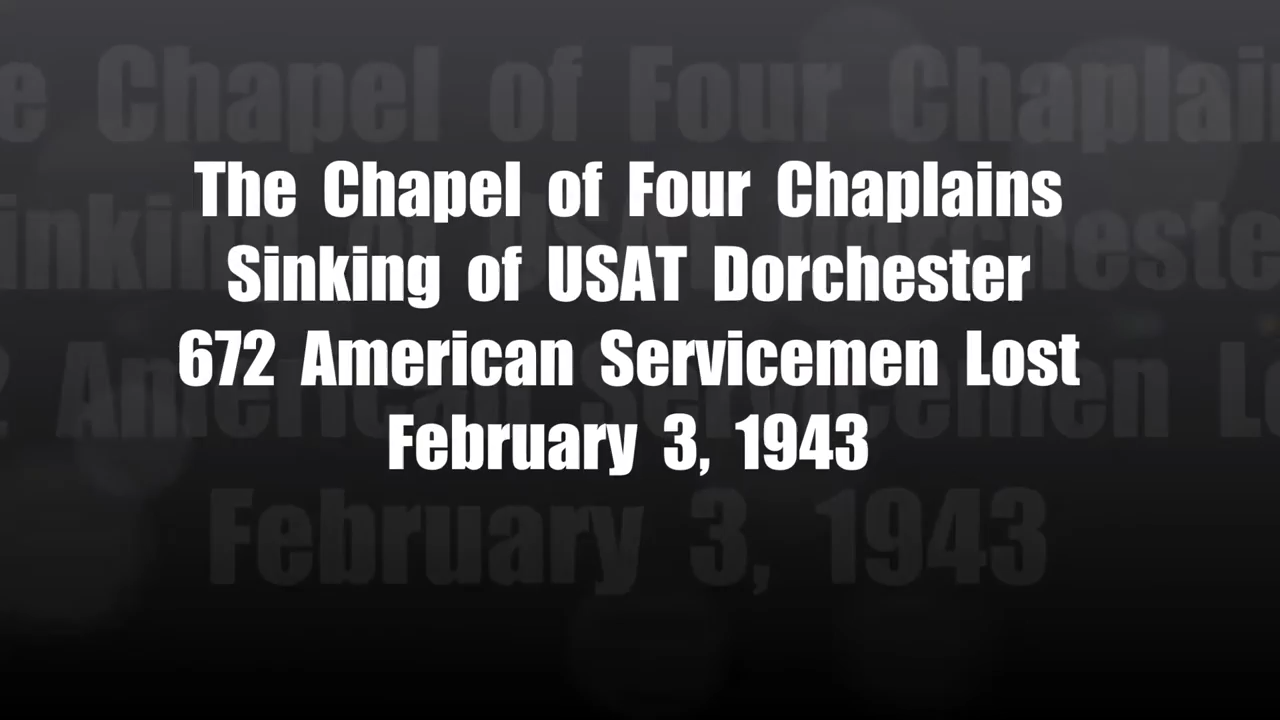 The Chapel of Four Chaplains
Sinking of USAT Dorchester
672 American Servicemen Lost
February 3, 1943